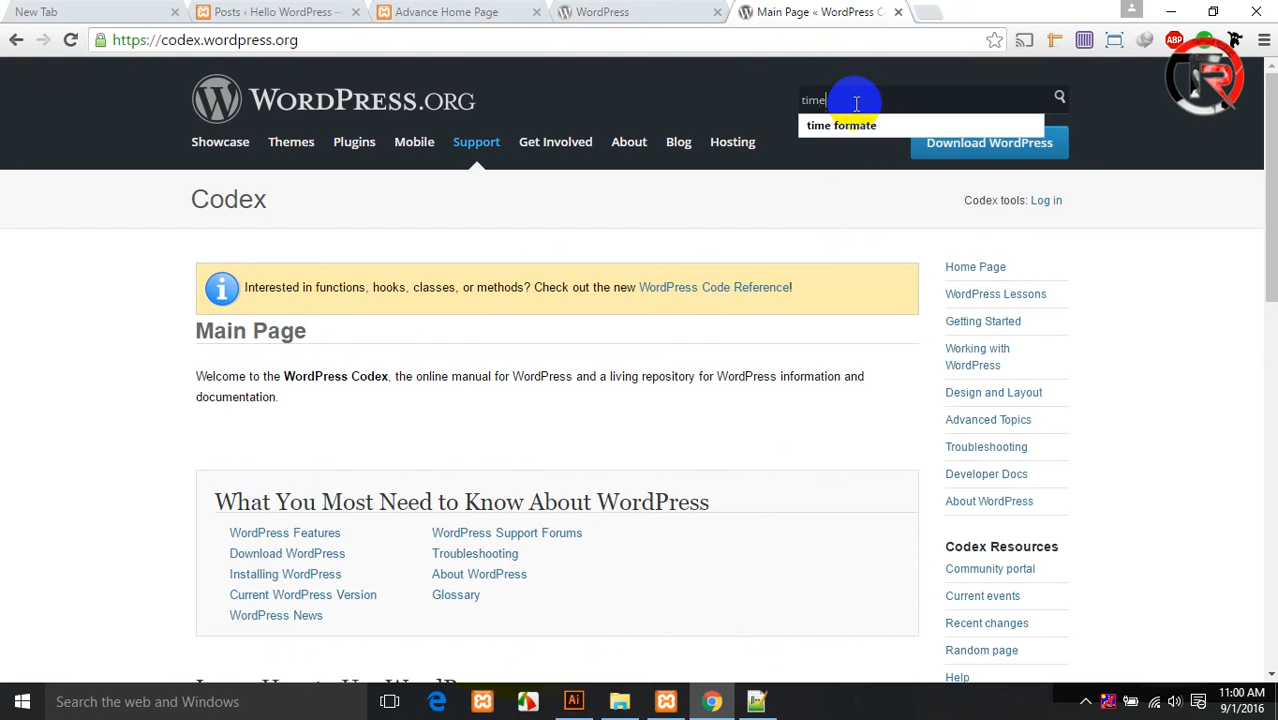 New Tab
Posts ‹ Hello WordPress —
Advance Home Page
WordPress
Main Page « WordPress C
https://codex.wordpress.org
ABP
WORDPRESS.ORG
time
time formate
Showcase
Themes
Plugins
Mobile
Support
Get Involved
About
Blog
Hosting
Download WordPress
Codex
Codex tools: Log in
Interested in functions, hooks, classes, or methods? Check out the new WordPress Code Reference!
Main Page
Welcome to the WordPress Codex, the online manual for WordPress and a living repository for WordPress information and
documentation.
What You Most Need to Know About WordPress
WordPress Features
Download WordPress
Installing WordPress
Current WordPress Version
WordPress News
WordPress Support Forums
Troubleshooting
About WordPress
Glossary
Home Page
WordPress Lessons
Getting Started
Working with
WordPress
Design and Layout
Advanced Topics
Troubleshooting
Developer Docs
About WordPress
Codex Resources
Community portal
Current events
Recent changes
Random page
Help
Search the web and Windows
Ai
11:00 AM
9/1/2016